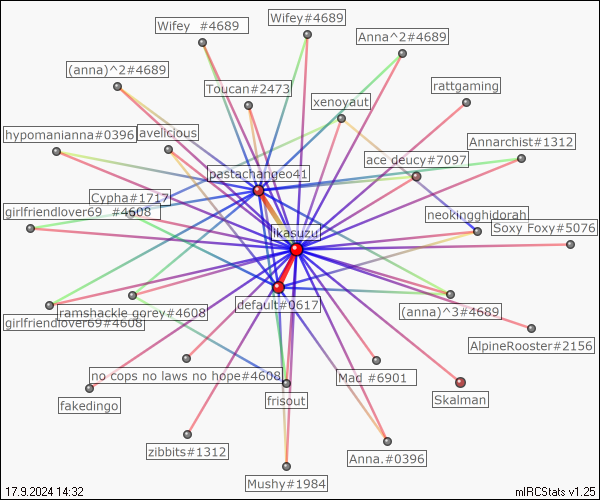 Wifey #4689
Wifey#4689
Anna^2#4689
(anna)^2#4689
Toucan#2473
rattgaming
xenoyaut
hypomanianna#0396
avelicious
Annarchist#1312
ace deucy#7097
pastachangeo41
Cypha#1717
girlfriendlover69 #4608
neokingghidorah
Soxy Foxy#5076
likasuzu
default#0617
ramshackle gorey#4608
(anna)^3#4689
girlfriendlover69#4608
AlpineRooster#2156
no cops no laws no hope#4608
Mad #6901
fakedingo
frisout
Skalman
zibbits#1312
Anna.#0396
Mushy#1984
17.9.2024 14:32
mIRCStats v1.25